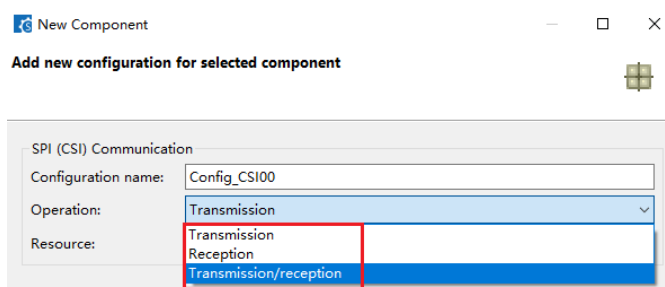 New Component
Add new configuration for selected component
SPI (CSI) Communication
Configuration name: Config_CSI00
Operation: Transmission
Resource: Transmission
Reception
Transmission/reception